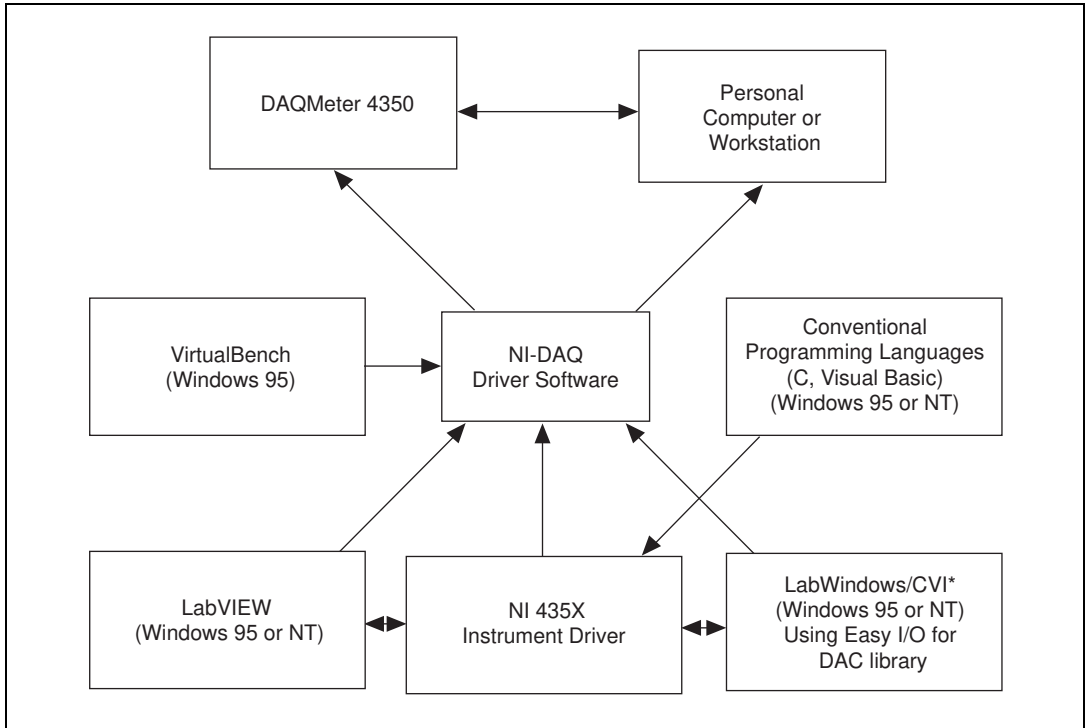 DAQMeter 4350
Personal
Computer or
Workstation
VirtualBench
(Windows 95)
NI-DAQ
Driver Software
Conventional
Programming Languages
(C, Visual Basic)
(Windows 95 or NT)
LabVIEW
(Windows 95 or NT)
NI 435X
Instrument Driver
LabWindows/CVI*
(Windows 95 or NT)
Using Easy I/O for
DAC library